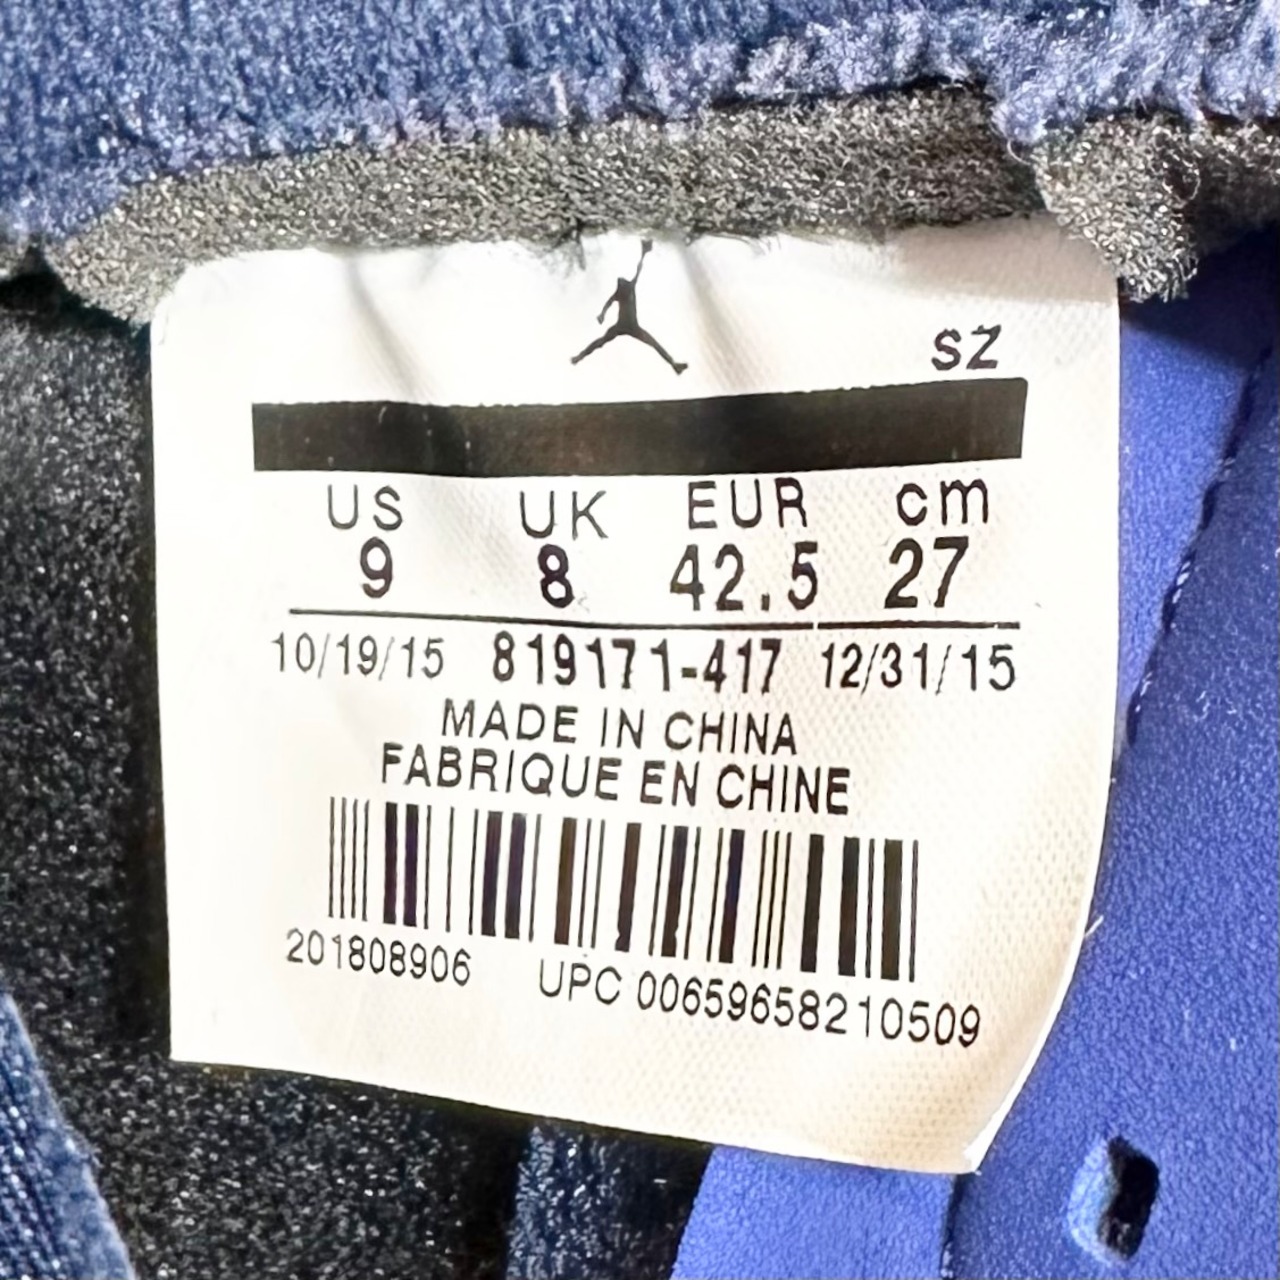 SZ
US UK EUR cm
9 8 42.5 27
10/19/15 819171-417 12/31/15
MADE IN CHINA
FABRIQUE EN CHINE
201808906 UPC 00659658210509